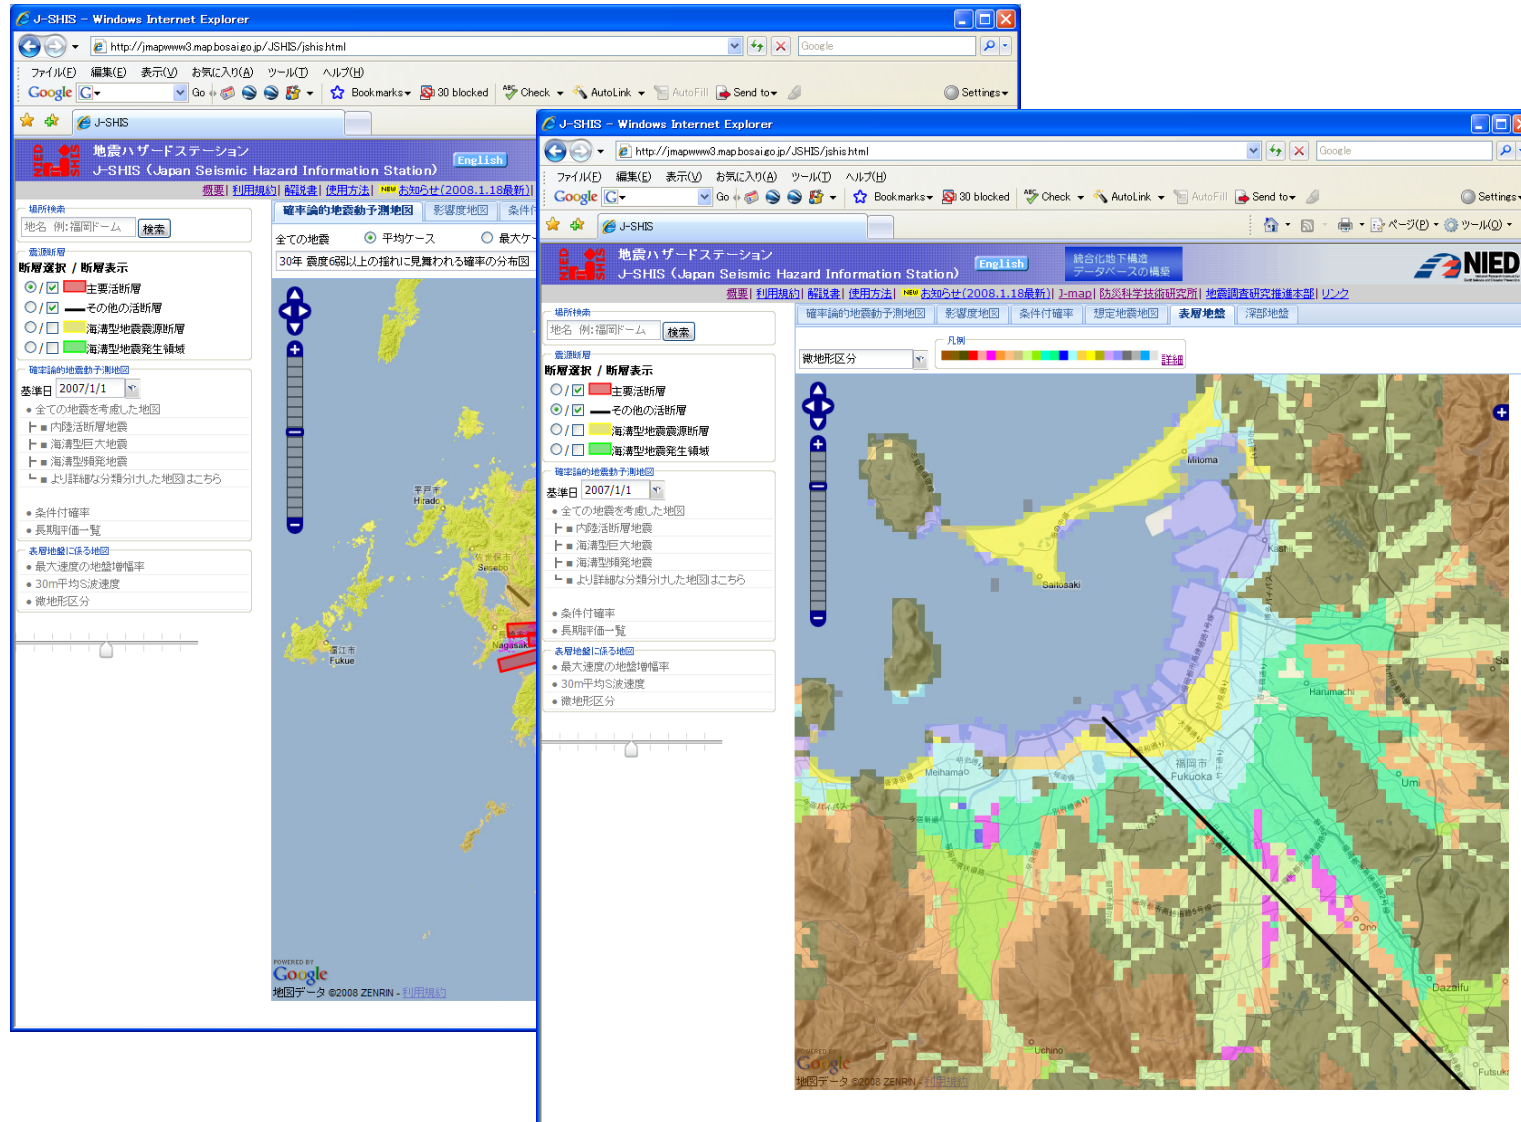 J-SHIS - Windows Internet Explorer
http://jmapwww3.map.bosai.go.jp/JSHIS/jshis.html
Google
ファイル(F) 編集(E) 表示(V) お気に入り(A) ツール(T) ヘルプ(H)
Google Go Bookmarks 30 blocked Check AutoLink AutoFill Send to Settings
J-SHIS
NIED J-SHIS
地震ハザードステーション
J-SHIS (Japan Seismic Hazard Information Station)
English
概要| 利用規約| 解説書| 使用方法| NEW お知らせ(2008.1.18最新)|
場所検索
地名 例:福岡ドーム 検索
震源断層
断層選択 / 断層表示
主要活断層
その他の活断層
海溝型地震震源断層
海溝型地震発生領域
確率論的地震動予測地図
基準日 2007/1/1
全ての地震を考慮した地図
内陸活断層地震
海溝型巨大地震
海溝型頻発地震
より詳細な分類分けした地図はこちら
条件付確率
長期評価一覧
表層地盤に係る地図
最大速度の地盤増幅率
30m平均S波速度
微地形区分
確率論的地震動予測地図 影響度地図 条件付
全ての地震 平均ケース 最大ケー
30年 震度6弱以上の揺れに見舞われる確率の分布図
平戸市
Hirado
佐世保市
Sasebo
長崎市
Nagasaki
福江市
Fukue
POWERED BY
Google
地図データ ©2008 ZENRIN - 利用規約
J-SHIS - Windows Internet Explorer
http://jmapwww3.map.bosai.go.jp/JSHIS/jshis.html
Google
ファイル(F) 編集(E) 表示(V) お気に入り(A) ツール(T) ヘルプ(H)
Google Go Bookmarks 30 blocked Check AutoLink AutoFill Send to Settings
J-SHIS
ページ(P) ツール(O)
NIED J-SHIS
地震ハザードステーション
J-SHIS (Japan Seismic Hazard Information Station)
English
統合化地下構造
データベースの構築
NIED
概要| 利用規約| 解説書| 使用方法| NEW お知らせ(2008.1.18最新)| J-map| 防災科学技術研究所| 地震調査研究推進本部| リンク
場所検索
地名 例:福岡ドーム 検索
震源断層
断層選択 / 断層表示
主要活断層
その他の活断層
海溝型地震震源断層
海溝型地震発生領域
確率論的地震動予測地図
基準日 2007/1/1
全ての地震を考慮した地図
内陸活断層地震
海溝型巨大地震
海溝型頻発地震
より詳細な分類分けした地図はこちら
条件付確率
長期評価一覧
表層地盤に係る地図
最大速度の地盤増幅率
30m平均S波速度
微地形区分
確率論的地震動予測地図 影響度地図 条件付確率 想定地震地図 表層地盤 深部地盤
微地形区分
凡例
詳細
Mitoma
Kashi
Saitosaki
Harumachi
Sa
Meinohama
福岡市
Fukuoka
Umi
Ono
Dazaifu
Uchino
Futsuka
POWERED BY
Google
地図データ ©2008 ZENRIN - 利用規約